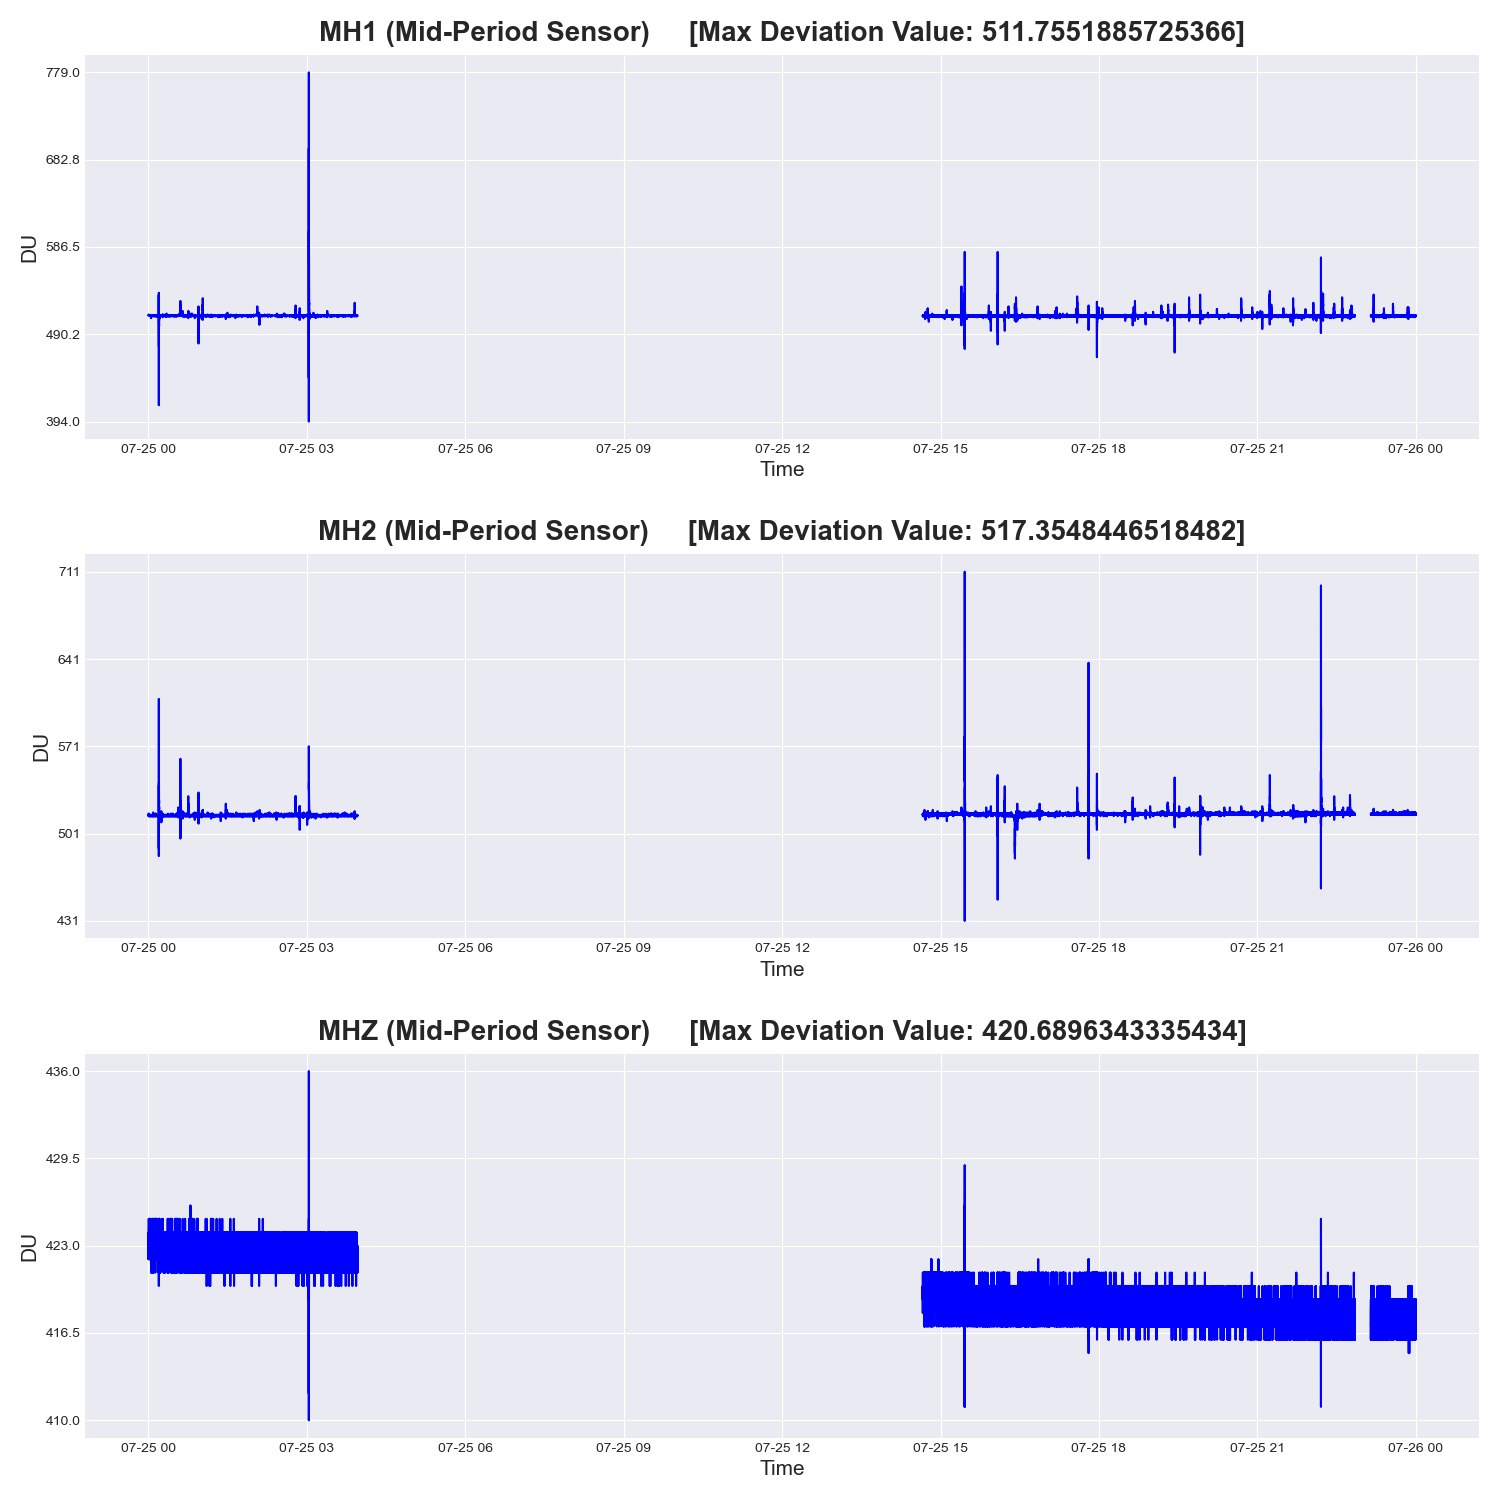 MH1 (Mid-Period Sensor) [Max Deviation Value: 511.7551885725366]
779.0
682.8
586.5
490.2
394.0
DU
07-25 00 07-25 03 07-25 06 07-25 09 07-25 12 07-25 15 07-25 18 07-25 21 07-26 00
Time
MH2 (Mid-Period Sensor) [Max Deviation Value: 517.3548446518482]
711
641
571
501
431
DU
07-25 00 07-25 03 07-25 06 07-25 09 07-25 12 07-25 15 07-25 18 07-25 21 07-26 00
Time
MHZ (Mid-Period Sensor) [Max Deviation Value: 420.6896343335434]
436.0
429.5
423.0
416.5
410.0
DU
07-25 00 07-25 03 07-25 06 07-25 09 07-25 12 07-25 15 07-25 18 07-25 21 07-26 00
Time